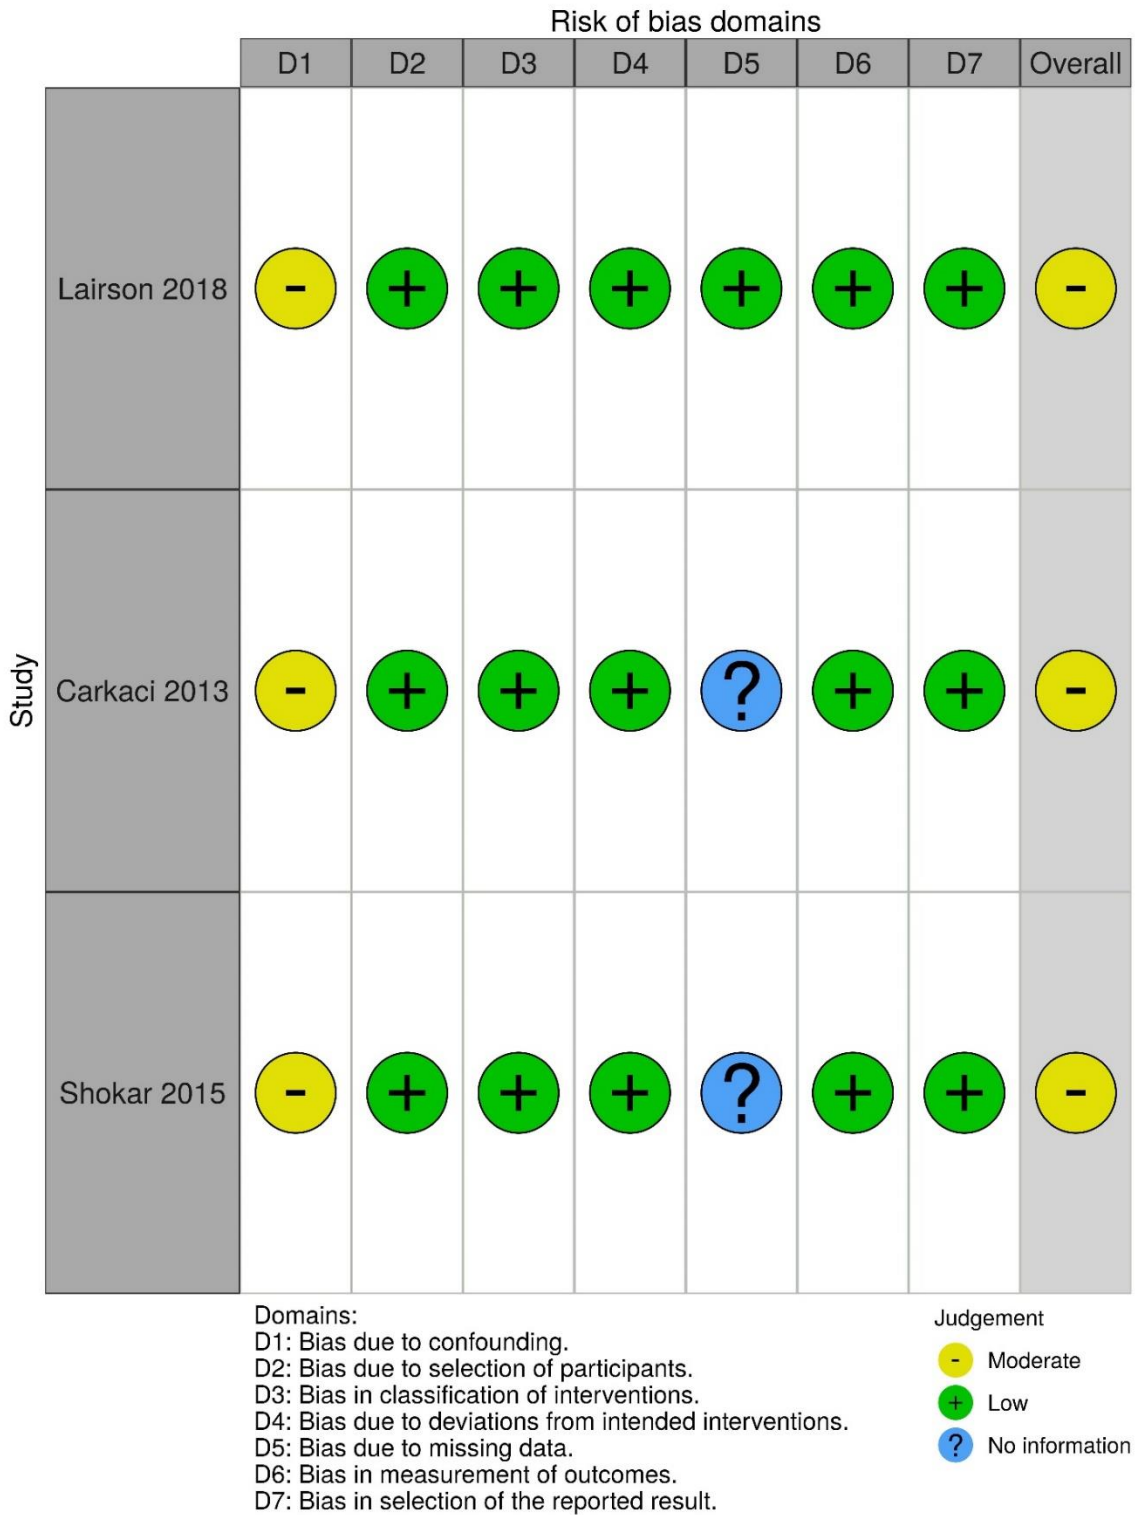 Risk of bias domains
D1 D2 D3 D4 D5 D6 D7 Overall
Study
Lairson 2018 - + + + + + + -
Carkaci 2013 - + + + ? + + -
Shokar 2015 - + + + ? + + -
Domains:
D1: Bias due to confounding.
D2: Bias due to selection of participants.
D3: Bias in classification of interventions.
D4: Bias due to deviations from intended interventions.
D5: Bias due to missing data.
D6: Bias in measurement of outcomes.
D7: Bias in selection of the reported result.
Judgement
- Moderate
+ Low
? No information